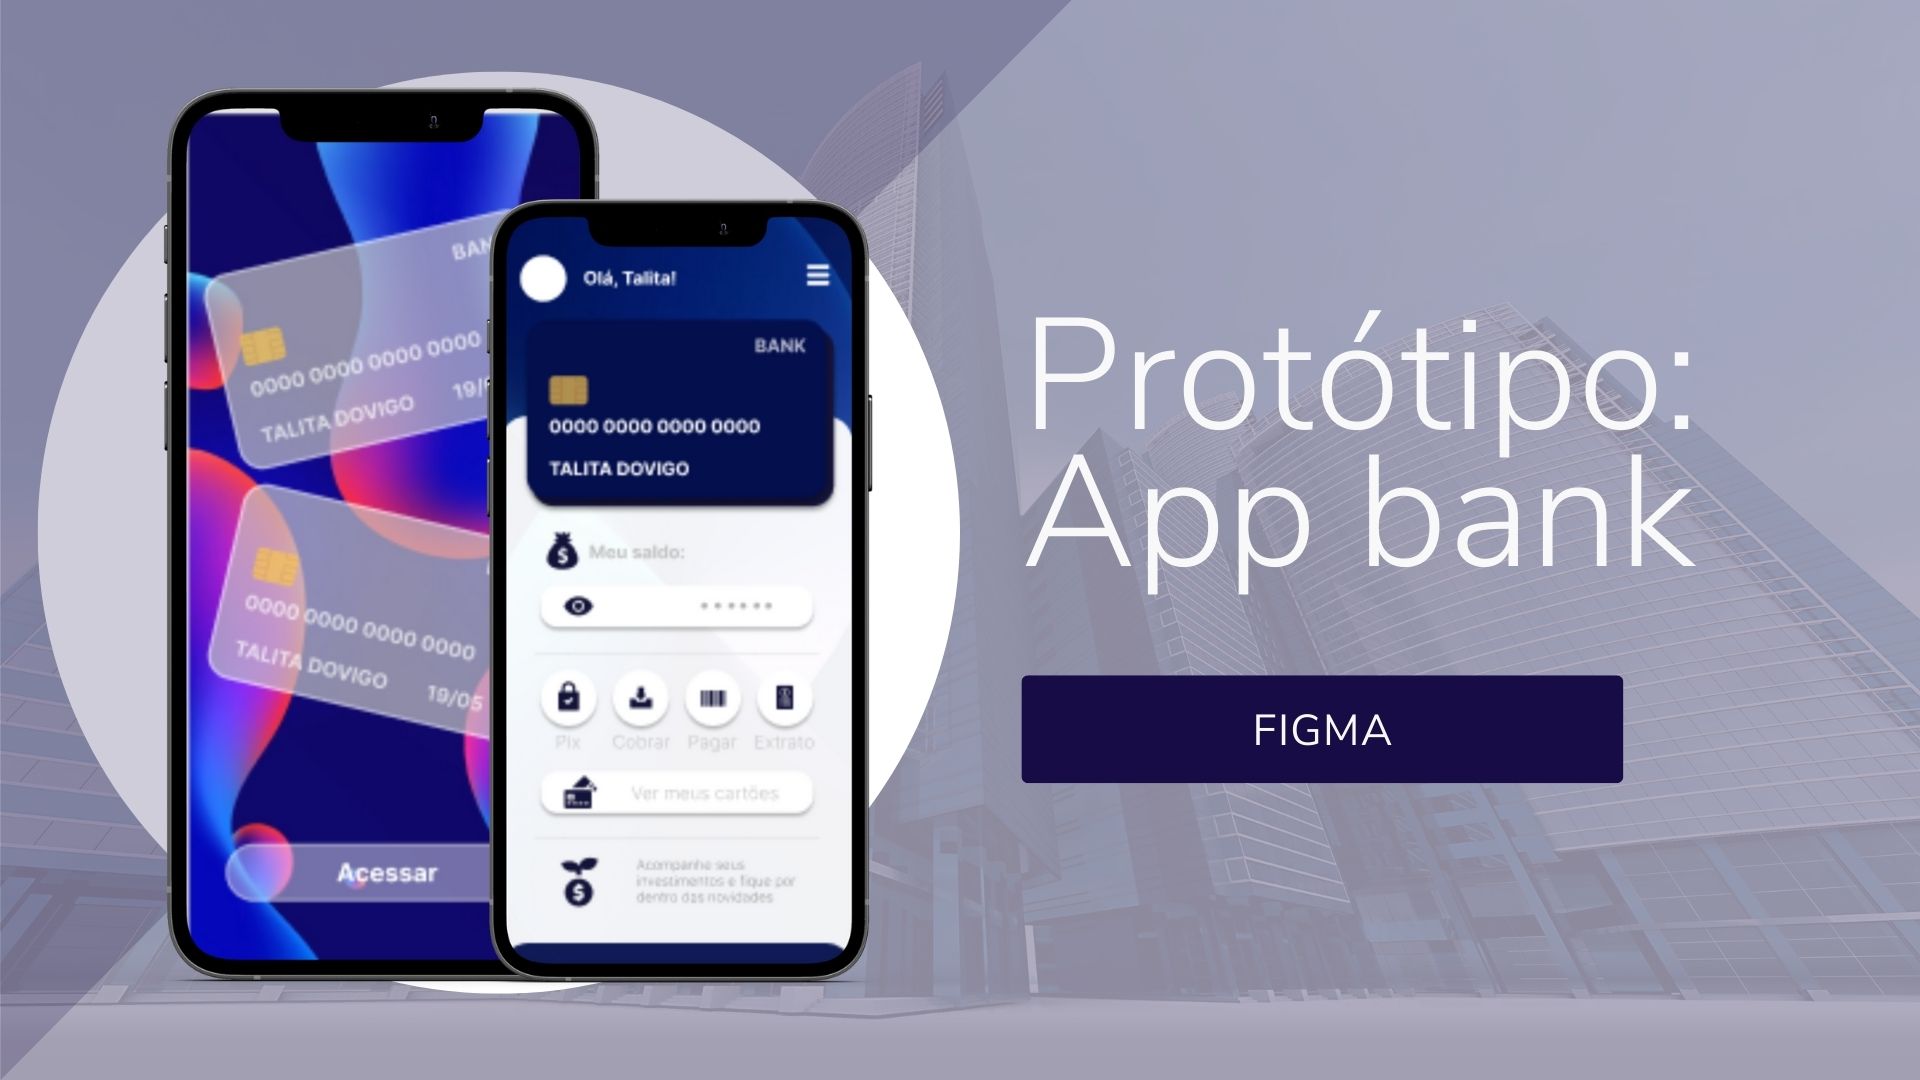 BAN
0000 0000 0000 0000
TALITA DOVIGO 19/
0000 0000 0000 0000
TALITA DOVIGO 19/05
Acessar
Olá, Talita!
BANK
0000 0000 0000 0000
TALITA DOVIGO
Meu saldo:
Pix Cobrar Pagar Extrato
Ver meus cartões
Acompanhe seus
investimentos e fique por
dentro das novidades
Protótipo:
App bank
FIGMA